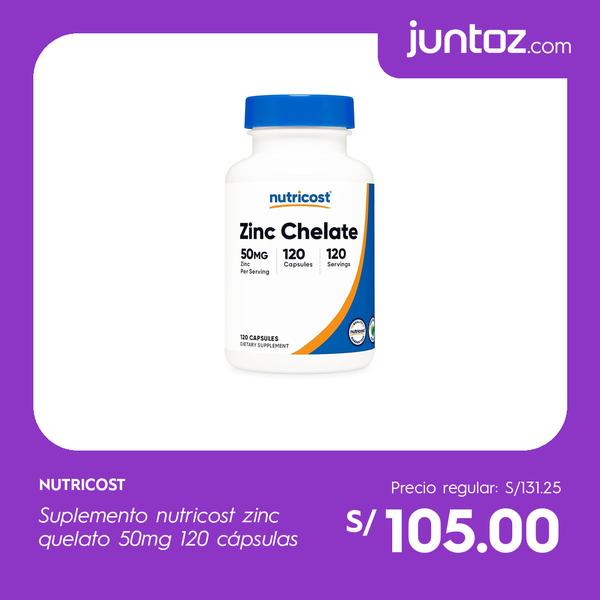 juntoz.com
nutricost
Zinc Chelate
50MG
Zinc
Per Serving
120
Capsules
120
Servings
120 CAPSULES
DIETARY SUPPLEMENT
nutricost
NUTRICOST
Suplemento nutricost zinc
quelato 50mg 120 cápsulas
Precio regular: S/131.25
S/ 105.00